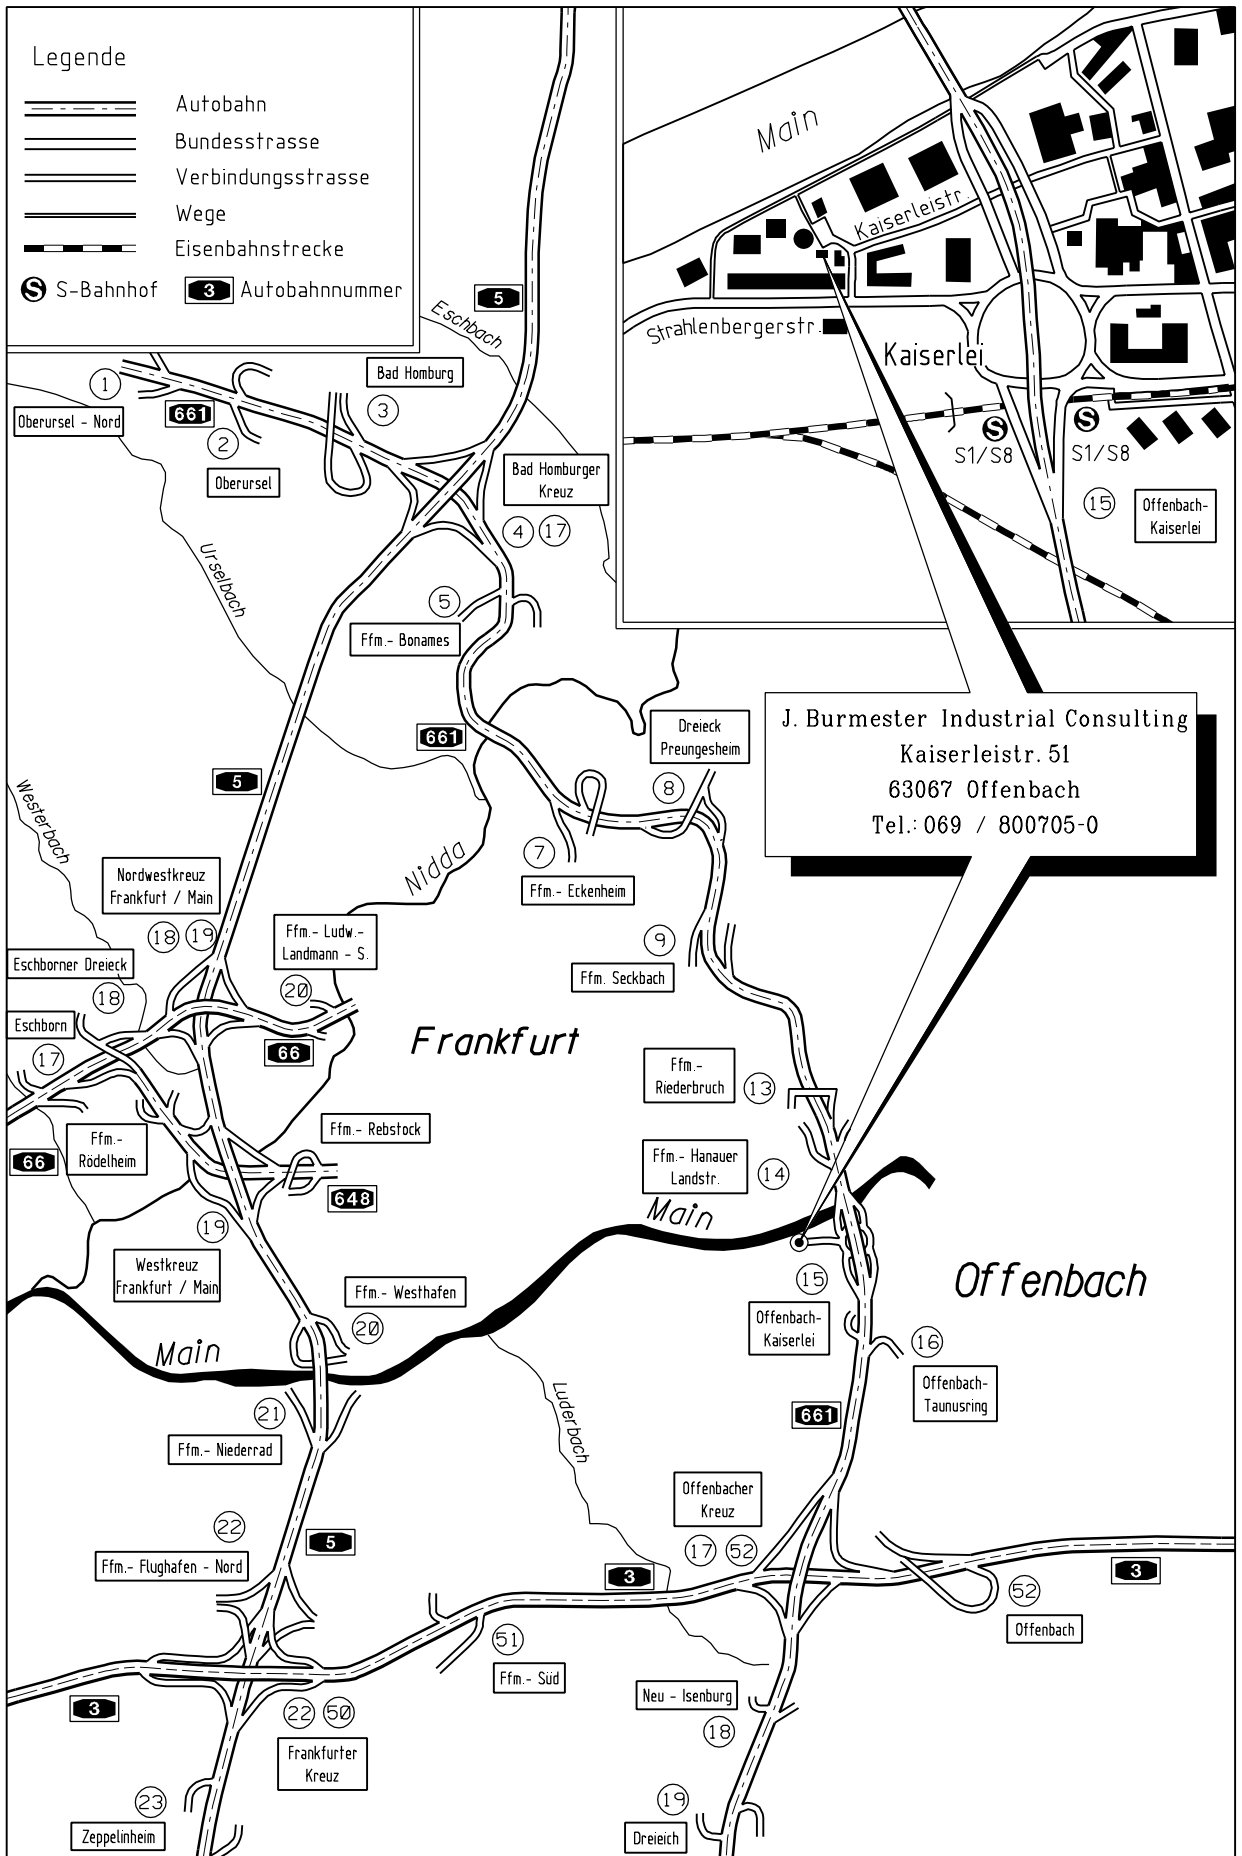 Legende
Autobahn
Bundesstrasse
Verbindungsstrasse
Wege
Eisenbahnstrecke
S S-Bahnhof 3 Autobahnnummer
Main
Kaiserleistr.
Strahlenbergerstr.
Kaiserlei
S
S1/S8
S
S1/S8
15
Offenbach-
Kaiserlei
5
Eschbach
1
Oberursel - Nord
661
2
Oberursel
Bad Homburg
3
Bad Homburger
Kreuz
4 17
Urselbach
5
Ffm.- Bonames
661
5
Dreieck
Preungesheim
8
J. Burmester Industrial Consulting
Kaiserleistr. 51
63067 Offenbach
Tel.: 069 / 800705-0
Westerbach
Nidda
7
Ffm.- Eckenheim
Nordwestkreuz
Frankfurt / Main
18 19
Ffm.- Ludw.-
Landmann - S.
20
9
Ffm. Seckbach
Eschborner Dreieck
18
Eschborn
17
66
Frankfurt
Ffm.-
Riederbruch
13
Ffm.-
Rödelheim
66
Ffm.- Rebstock
648
Ffm.- Hanauer
Landstr.
14
Main
19
Westkreuz
Frankfurt / Main
Ffm.- Westhafen
20
15
Offenbach-
Kaiserlei
Offenbach
16
Offenbach-
Taunusring
Main
21
Ffm.- Niederrad
Luderbach
661
Offenbacher
Kreuz
17 52
22
Ffm.- Flughafen - Nord
5
3
3
52
Offenbach
51
Ffm.- Süd
3
22 50
Frankfurter
Kreuz
Neu - Isenburg
18
23
Zeppelinheim
19
Dreieich